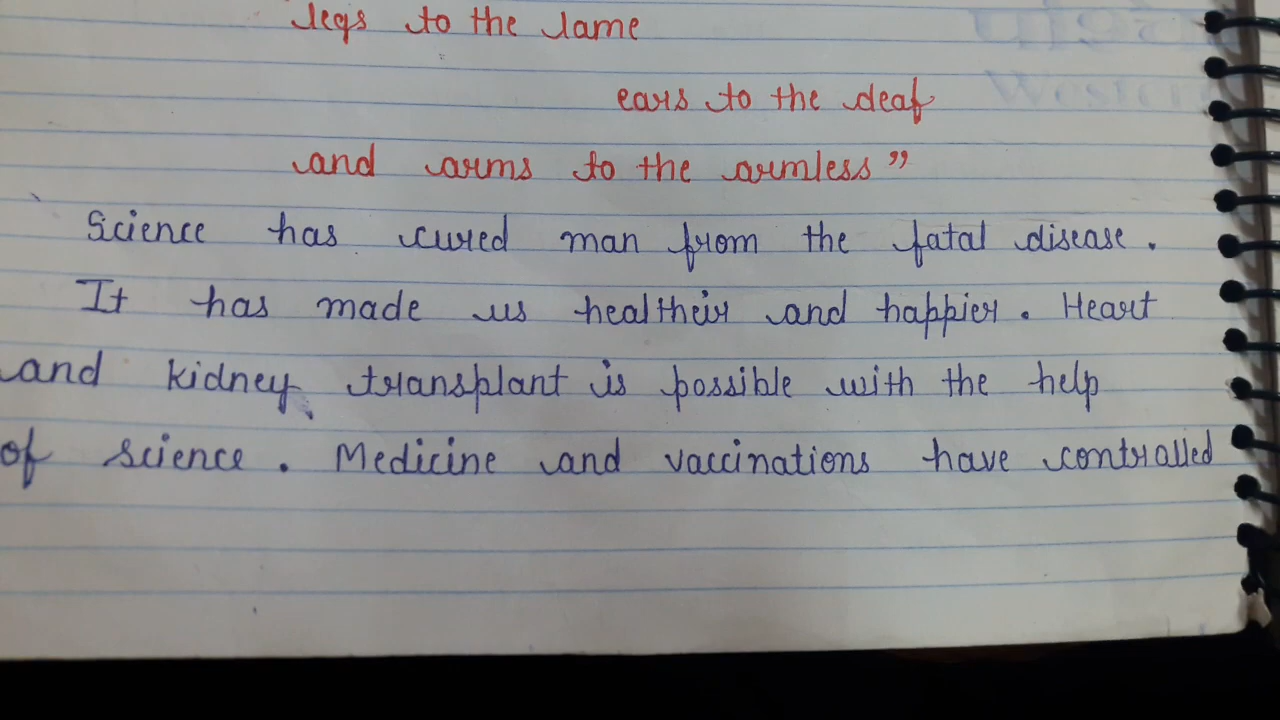 legs to the lame
ears to the deaf
and arms to the armless”
Science has cured man from the fatal disease.
It has made us healtheir and happier. Heart
and kidney transplant is possible with the help
of science. Medicine and vaccinations have contralled